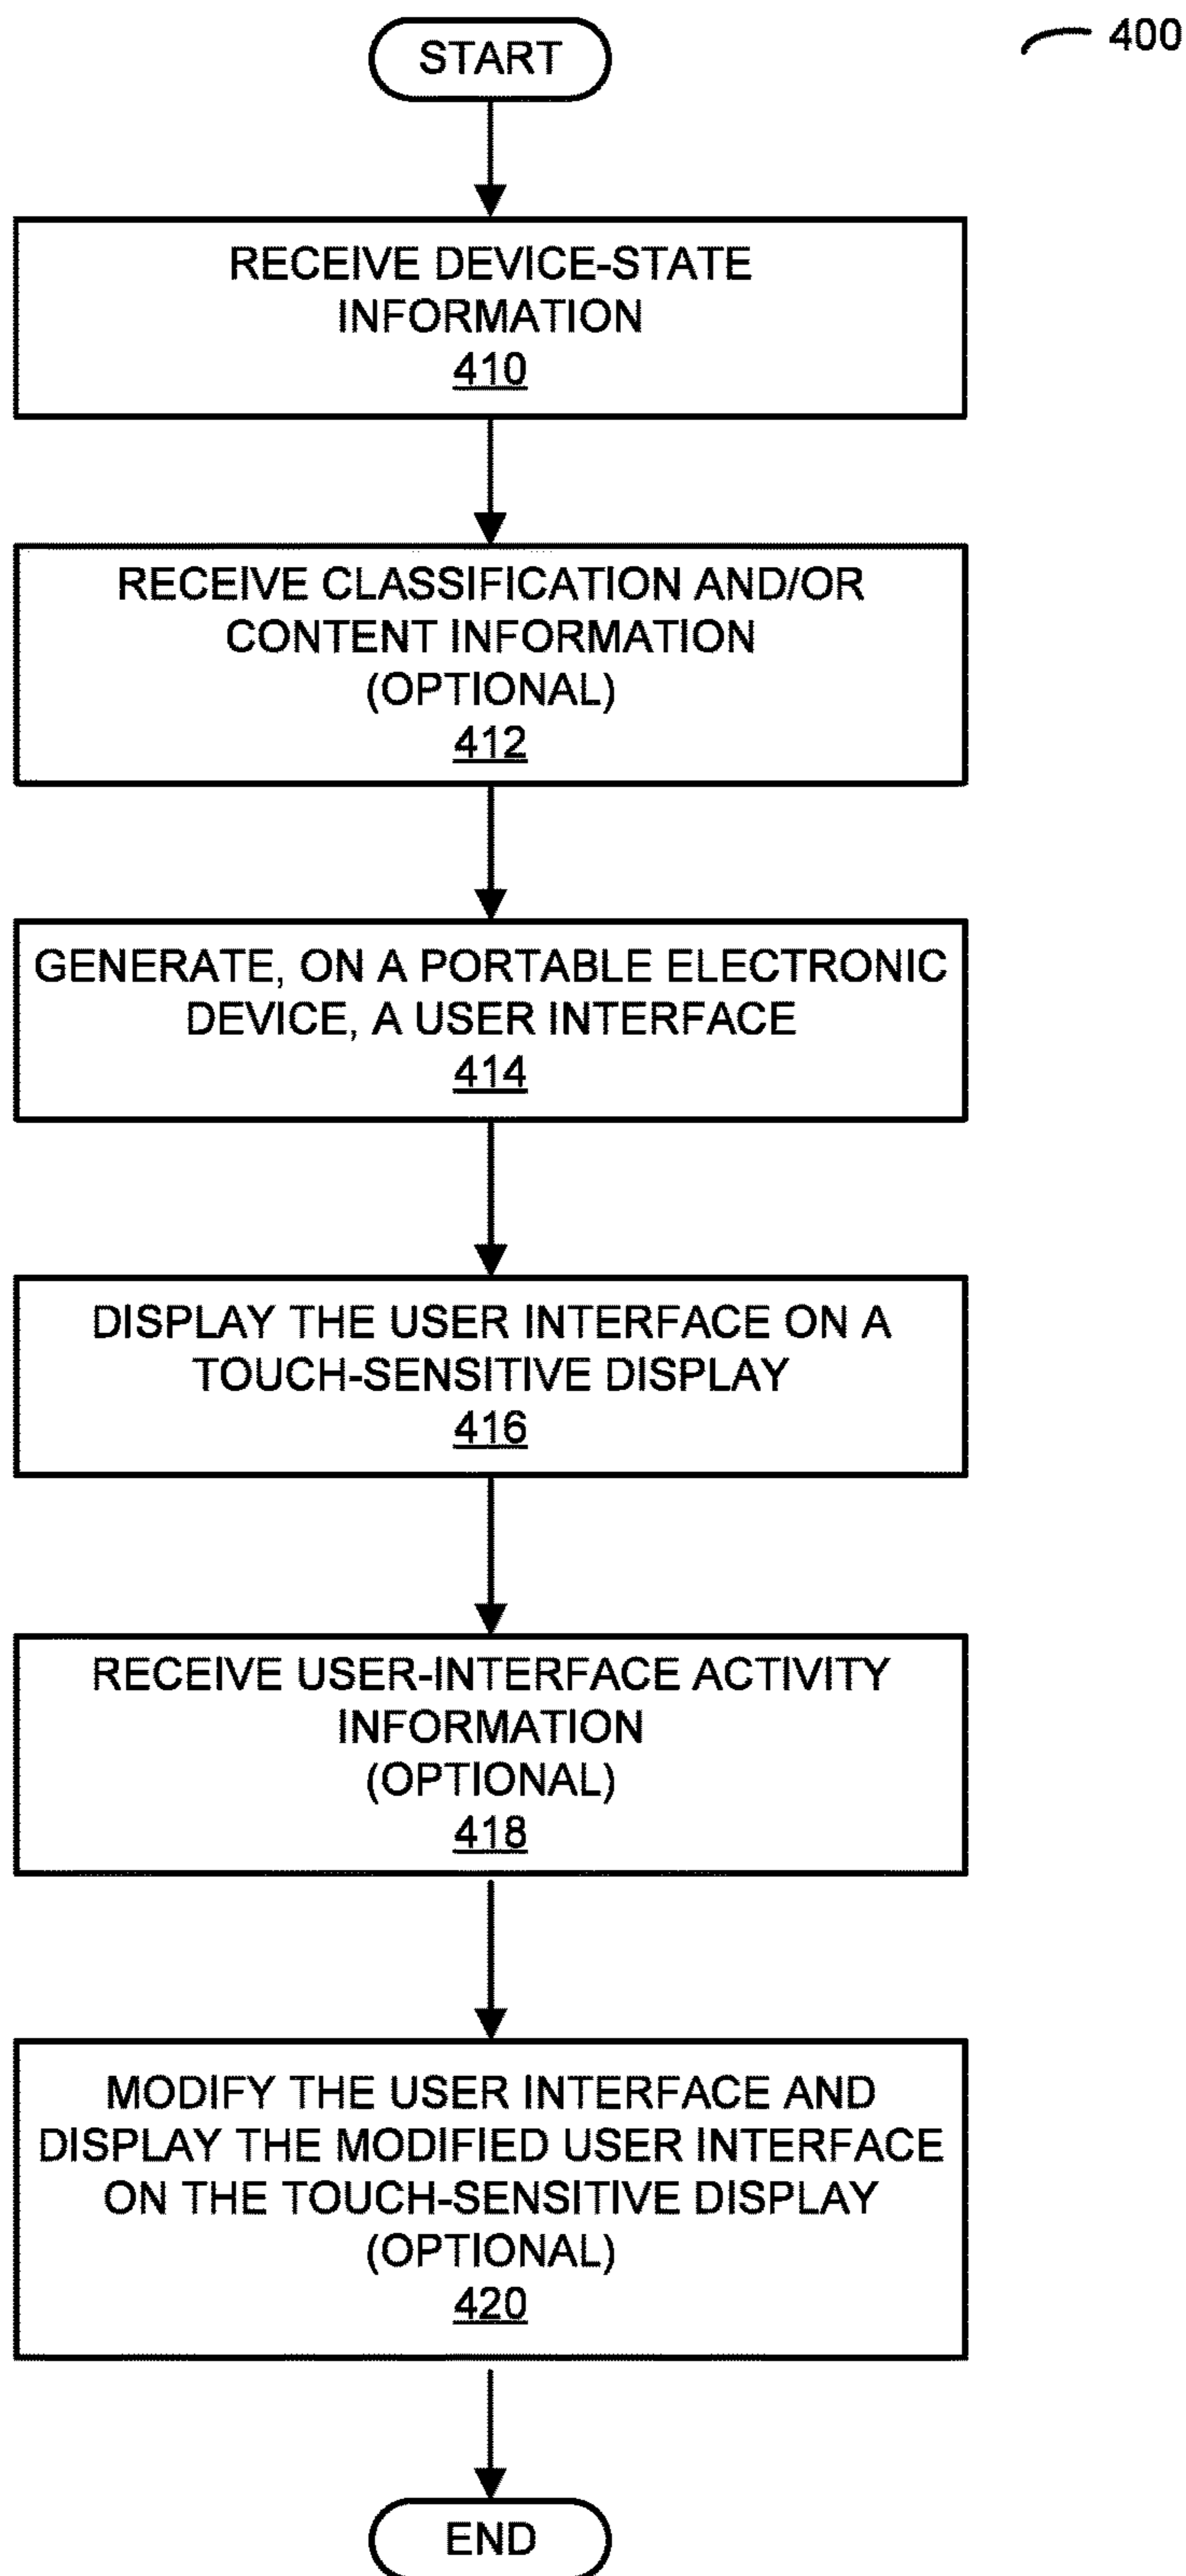 START
400
RECEIVE DEVICE-STATE
INFORMATION
410
RECEIVE CLASSIFICATION AND/OR
CONTENT INFORMATION
(OPTIONAL)
412
GENERATE, ON A PORTABLE ELECTRONIC
DEVICE, A USER INTERFACE
414
DISPLAY THE USER INTERFACE ON A
TOUCH-SENSITIVE DISPLAY
416
RECEIVE USER-INTERFACE ACTIVITY
INFORMATION
(OPTIONAL)
418
MODIFY THE USER INTERFACE AND
DISPLAY THE MODIFIED USER INTERFACE
ON THE TOUCH-SENSITIVE DISPLAY
(OPTIONAL)
420
END